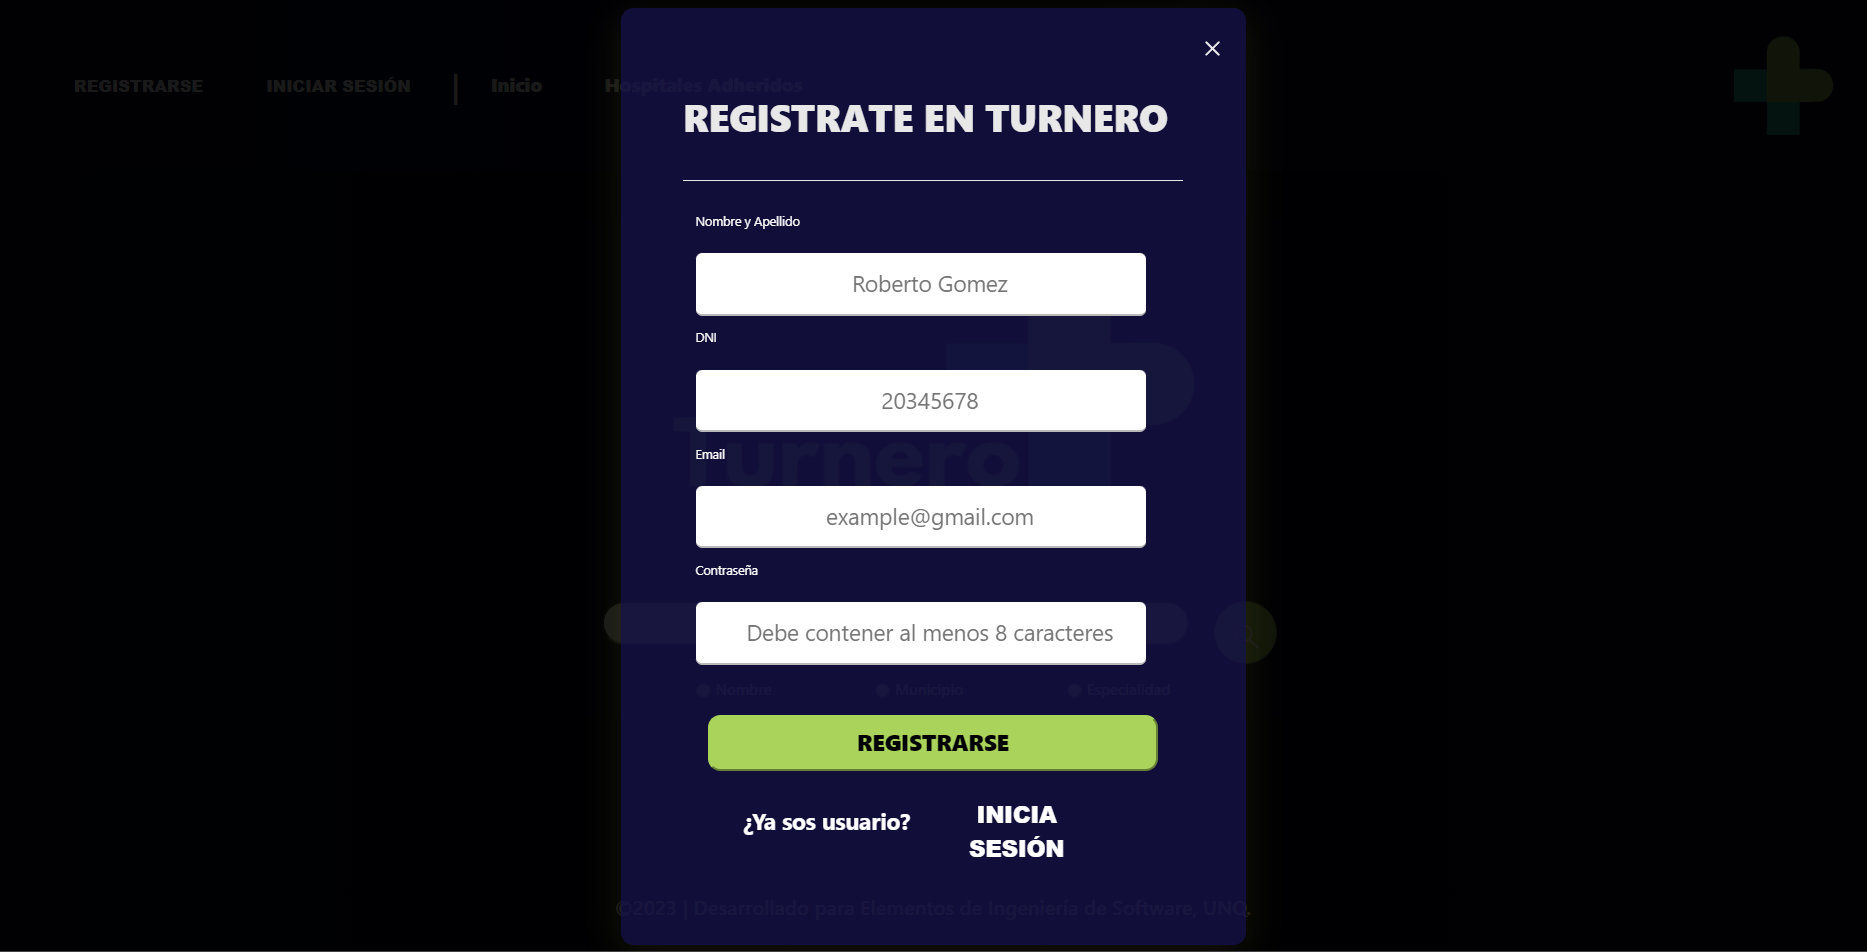 REGISTRARSE
INICIAR SESIÓN
Inicio
Hospitales Adheridos
REGISTRATE EN TURNERO
Nombre y Apellido
Roberto Gomez
DNI
20345678
Turnero
Email
example@gmail.com
Contraseña
Debe contener al menos 8 caracteres
Nombre
Municipio
Especialidad
REGISTRARSE
¿Ya sos usuario?
INICIA
SESIÓN
©2023 | Desarrollado para Elementos de Ingeniería de Software, UNQ.